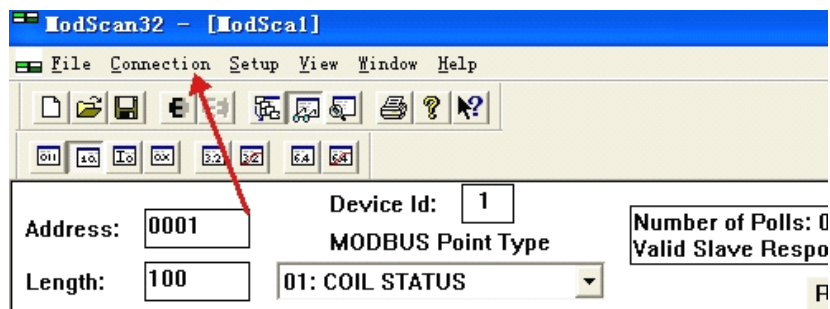 ModScan32 - [ModSca1]
File Connection Setup View Window Help
Device Id: 1
Address: 0001
MODBUS Point Type
Number of Polls: 0
Valid Slave Respo
Length: 100
01: COIL STATUS
R